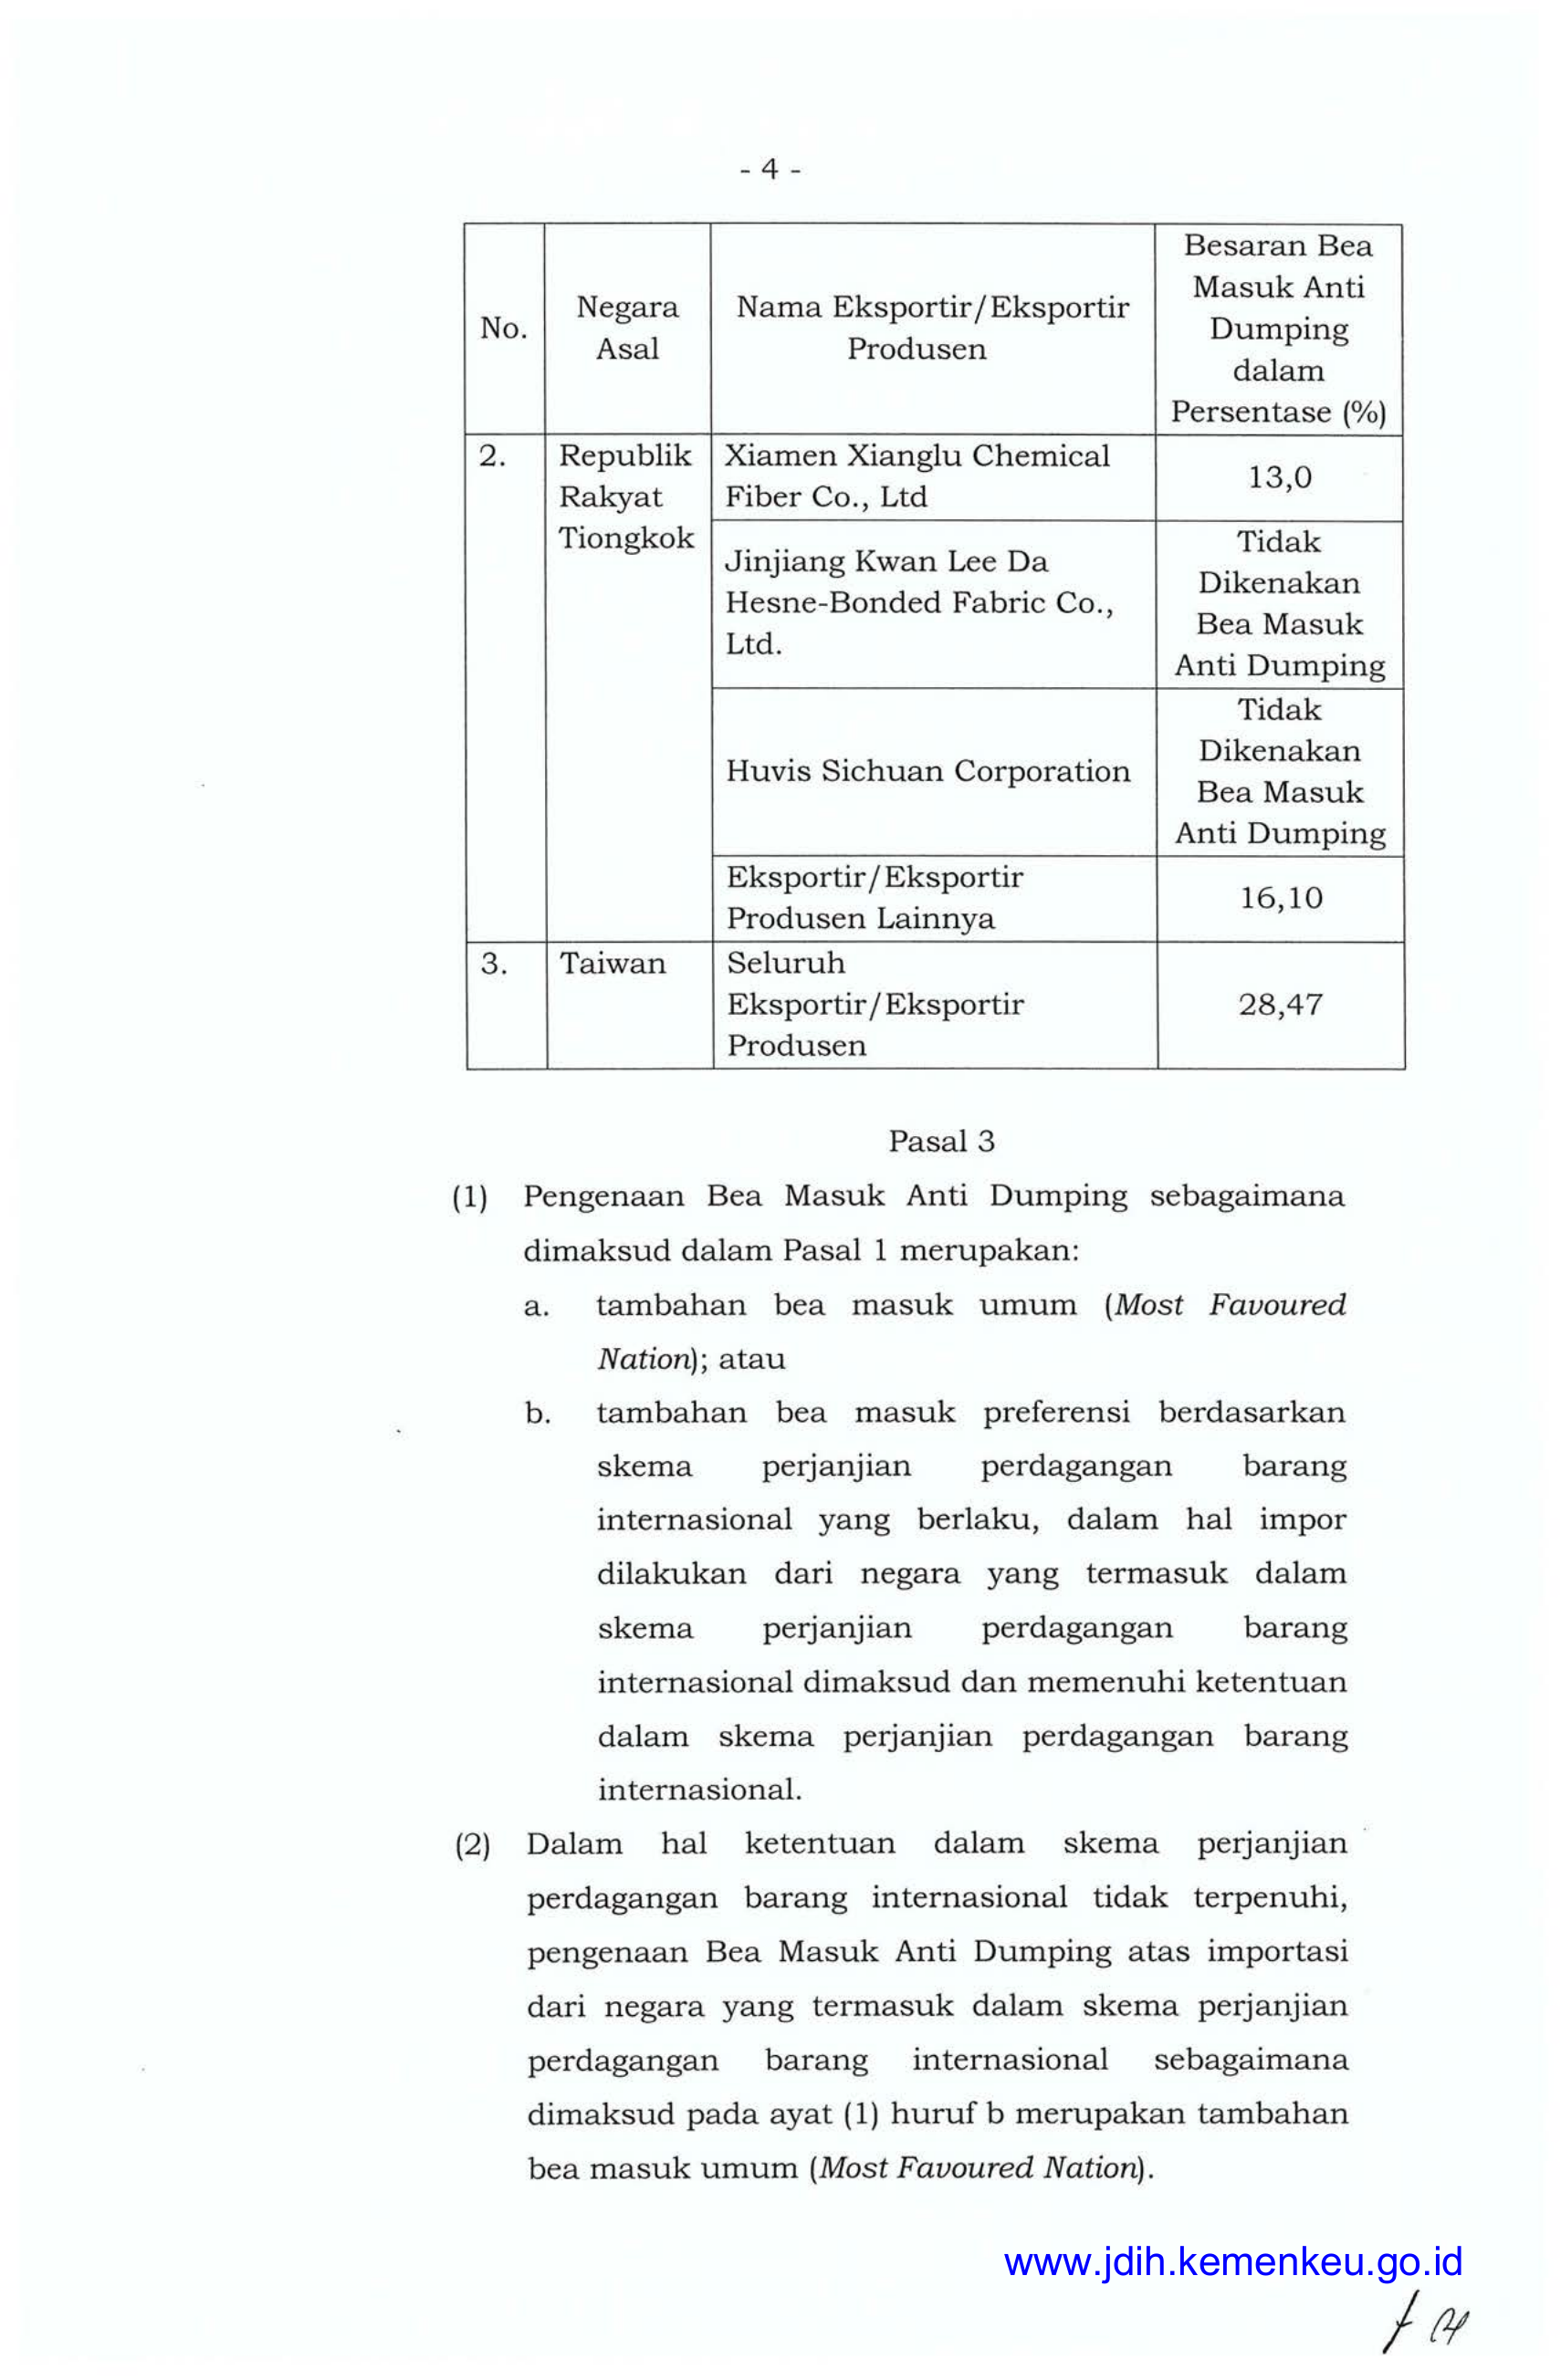 - 4 -
No.
Negara
Asal
Nama Eksportir/Eksportir
Produsen
Besaran Bea
Masuk Anti
Dumping
dalam
Persentase (%)
2.
Republik
Rakyat
Tiongkok
Xiamen Xianglu Chemical
Fiber Co., Ltd
13,0
Jinjiang Kwan Lee Da
Hesne-Bonded Fabric Co.,
Ltd.
Tidak
Dikenakan
Bea Masuk
Anti Dumping
Huvis Sichuan Corporation
Tidak
Dikenakan
Bea Masuk
Anti Dumping
Eksportir/Eksportir
Produsen Lainnya
16,10
3.
Taiwan
Seluruh
Eksportir/Eksportir
Produsen
28,47
Pasal 3
(1) Pengenaan Bea Masuk Anti Dumping sebagaimana
dimaksud dalam Pasal 1 merupakan:
a. tambahan bea masuk umum (Most Favoured
Nation); atau
b. tambahan bea masuk preferensi berdasarkan
skema perjanjian perdagangan barang
internasional yang berlaku, dalam hal impor
dilakukan dari negara yang termasuk dalam
skema perjanjian perdagangan barang
internasional dimaksud dan memenuhi ketentuan
dalam skema perjanjian perdagangan barang
internasional.
(2) Dalam hal ketentuan dalam skema perjanjian
perdagangan barang internasional tidak terpenuhi,
pengenaan Bea Masuk Anti Dumping atas importasi
dari negara yang termasuk dalam skema perjanjian
perdagangan barang internasional sebagaimana
dimaksud pada ayat (1) huruf b merupakan tambahan
bea masuk umum (Most Favoured Nation).
www.jdih.kemenkeu.go.id